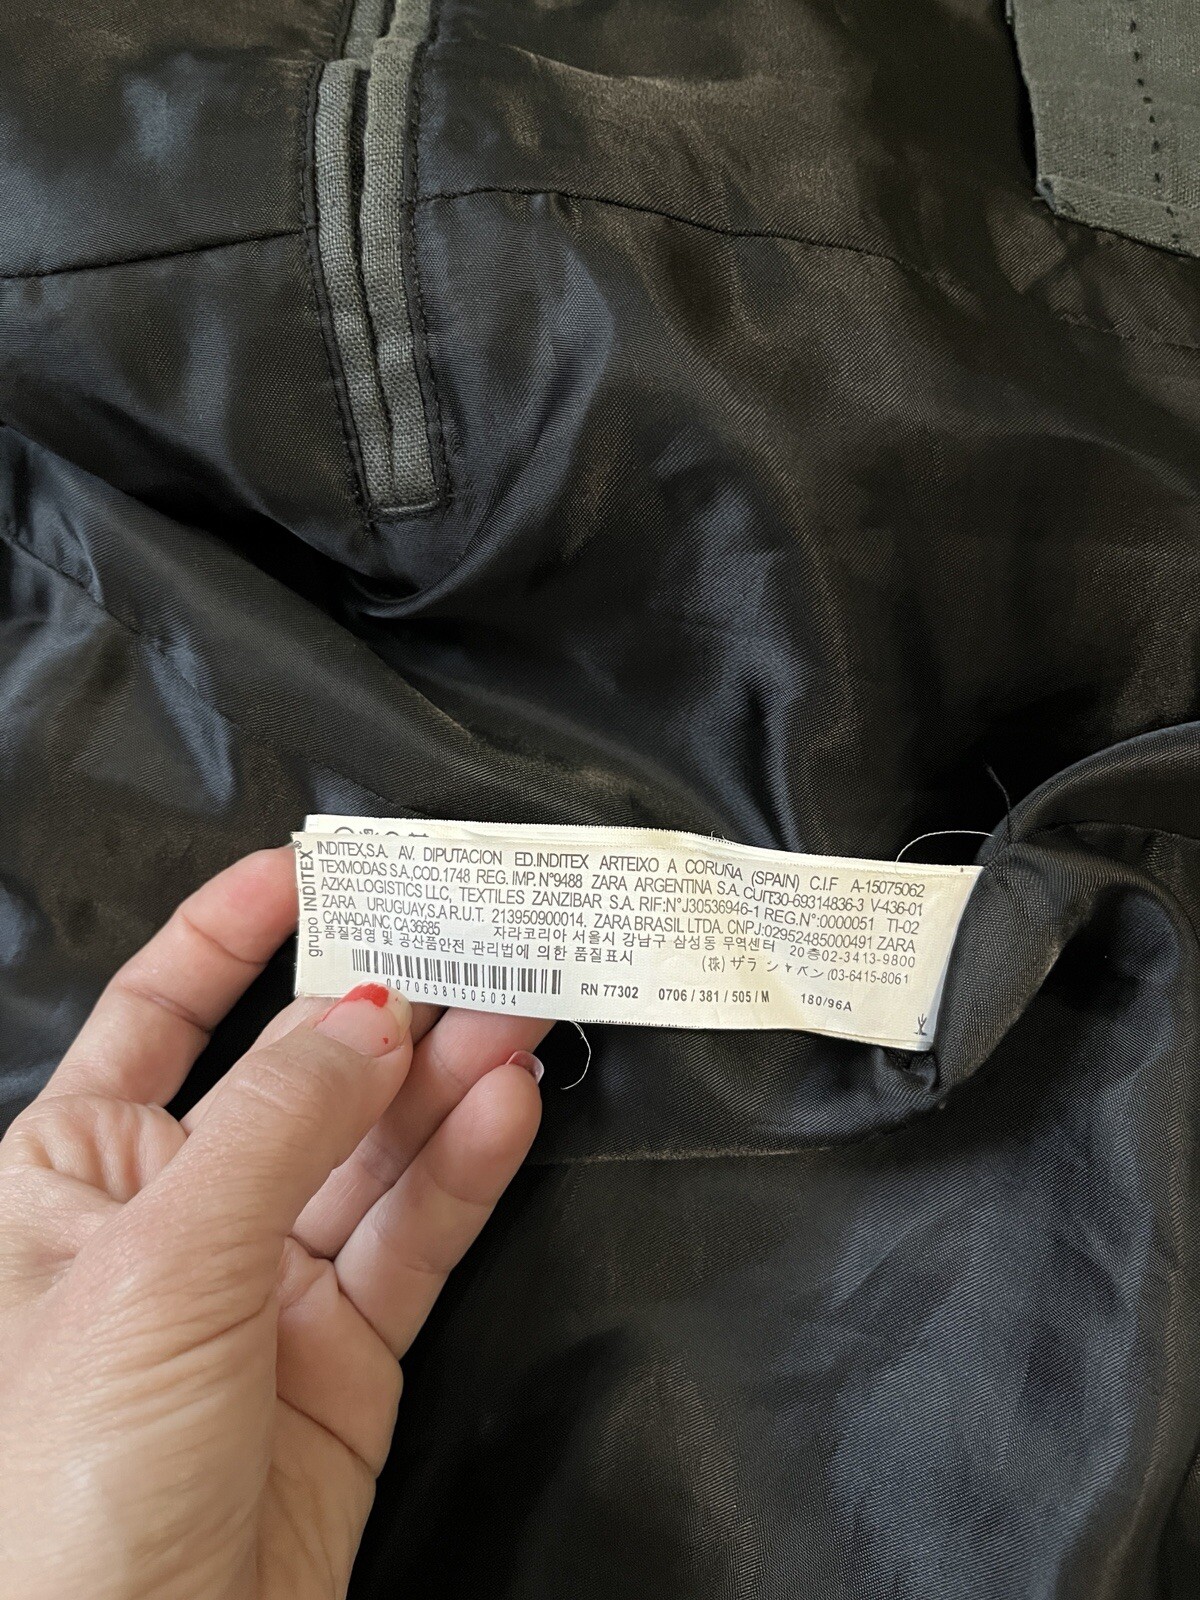 grupo INDITEX®
INDITEX,S.A. AV. DIPUTACION ED.INDITEX ARTEIXO A CORUÑA (SPAIN) C.I.F A-15075062
TEXMODAS S.A,COD.1748 REG. IMP. N°9488 ZARA ARGENTINA S.A. CUIT:30-69314836-3 V-436-01
AZKA LOGISTICS LLC, TEXTILES ZANZIBAR S.A. RIF:N°J30536946-1 REG.N°:0000051 TI-02
ZARA URUGUAY,S.A R.U.T. 213950900014. ZARA BRASIL LTDA. CNPJ:02952485000491 ZARA
CANADA INC, CA 36685 자라코리아 서울시 강남구 삼성동 무역센터 20층02-3413-9800
품질경영 및 공산품안전 관리법에 의한 품질표시 (株) ザラ ジャパン (03-6415-8061
00706381505034 RN 77302 0706 / 381 / 505 / M 180/96A